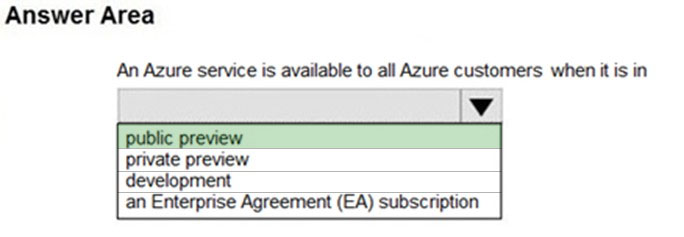 Answer Area
An Azure service is available to all Azure customers when it is in
public preview
private preview
development
an Enterprise Agreement (EA) subscription